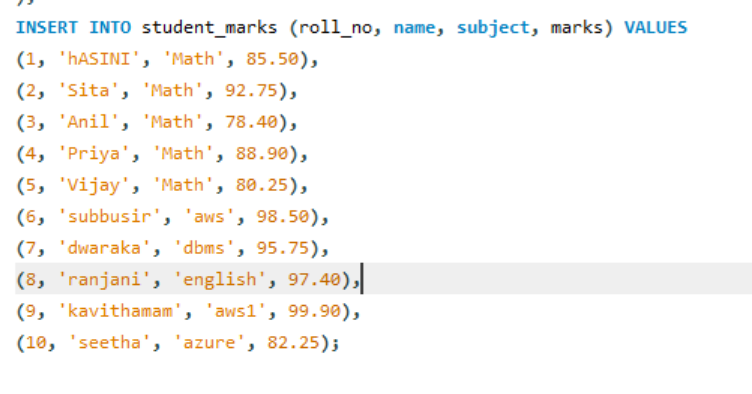 );
INSERT INTO student_marks (roll_no, name, subject, marks) VALUES
(1, 'hASINI', 'Math', 85.50),
(2, 'Sita', 'Math', 92.75),
(3, 'Anil', 'Math', 78.40),
(4, 'Priya', 'Math', 88.90),
(5, 'Vijay', 'Math', 80.25),
(6, 'subbusir', 'aws', 98.50),
(7, 'dwaraka', 'dbms', 95.75),
(8, 'ranjani', 'english', 97.40),
(9, 'kavithamam', 'aws1', 99.90),
(10, 'seetha', 'azure', 82.25);